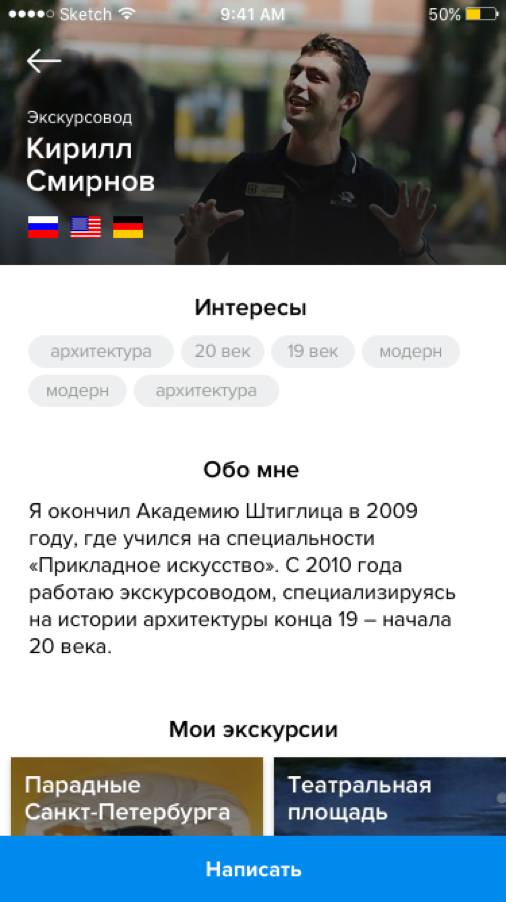 Sketch 9:41 AM 50%
Экскурсовод
Кирилл
Смирнов
Интересы
архитектура 20 век 19 век модерн
модерн архитектура
Обо мне
Я окончил Академию Штиглица в 2009
году, где учился на специальности
«Прикладное искусство». С 2010 года
работаю экскурсоводом, специализируясь
на истории архитектуры конца 19 – начала
20 века.
Мои экскурсии
Парадные
Санкт-Петербурга
Театральная
площадь
Написать